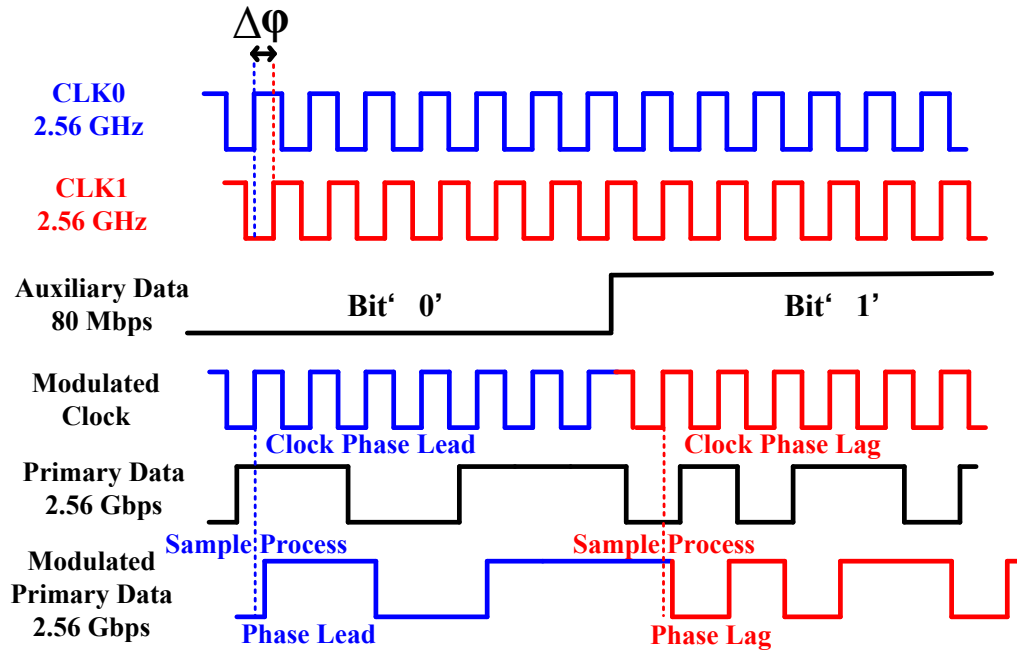 Δφ
CLK0
2.56 GHz
CLK1
2.56 GHz
Auxiliary Data
80 Mbps
Bit‘ 0’
Bit‘ 1’
Modulated
Clock
Clock Phase Lead
Clock Phase Lag
Primary Data
2.56 Gbps
Sample Process
Sample Process
Modulated
Primary Data
2.56 Gbps
Phase Lead
Phase Lag